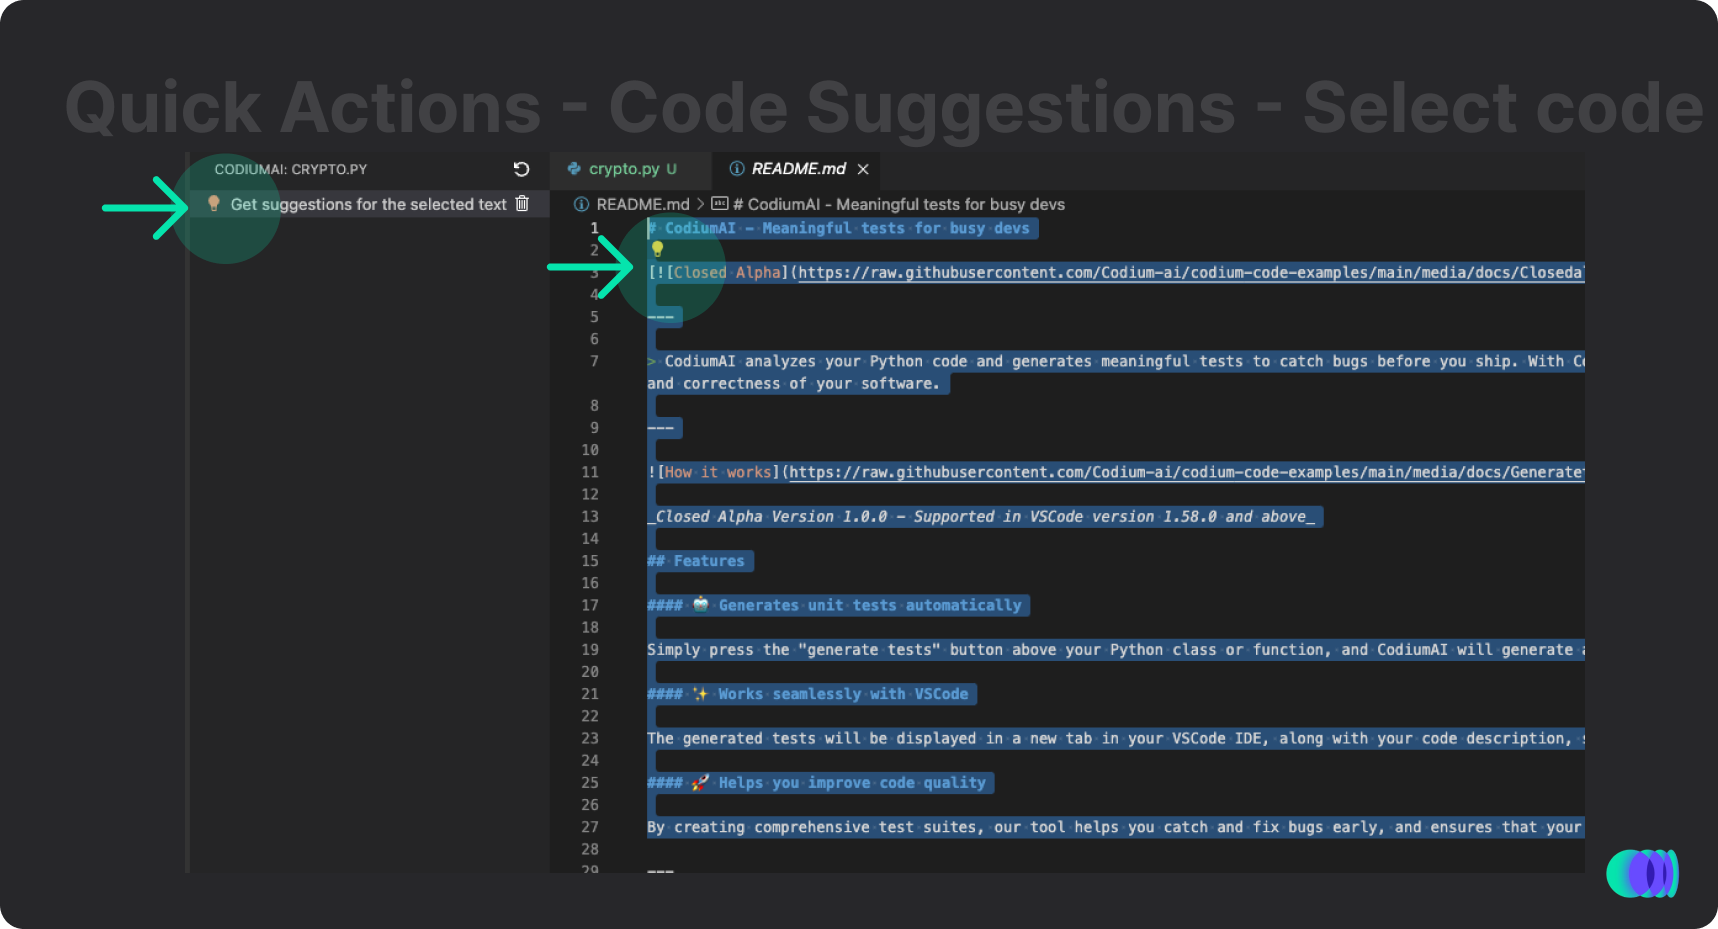 Quick Actions - Code Suggestions - Select code
CODIUMAI: CRYPTO.PY
Get suggestions for the selected text
crypto.py U
README.md
README.md > # CodiumAI - Meaningful tests for busy devs
1 # CodiumAI - Meaningful tests for busy devs
2
3 [![Closed Alpha](https://raw.githubusercontent.com/Codium-ai/codium-code-examples/main/media/docs/Closeda
4
5 ---
6
7 > CodiumAI analyzes your Python code and generates meaningful tests to catch bugs before you ship. With Co
and correctness of your software.
8
9 ---
10
11 ![How it works](https://raw.githubusercontent.com/Codium-ai/codium-code-examples/main/media/docs/Generate
12
13 _Closed Alpha Version 1.0.0 - Supported in VSCode version 1.58.0 and above_
14
15 ## Features
16
17 #### 🤖 Generates unit tests automatically
18
19 Simply press the "generate tests" button above your Python class or function, and CodiumAI will generate
20
21 #### ✨ Works seamlessly with VSCode
22
23 The generated tests will be displayed in a new tab in your VSCode IDE, along with your code description,
24
25 #### 🚀 Helps you improve code quality
26
27 By creating comprehensive test suites, our tool helps you catch and fix bugs early, and ensures that your
28
29 ---